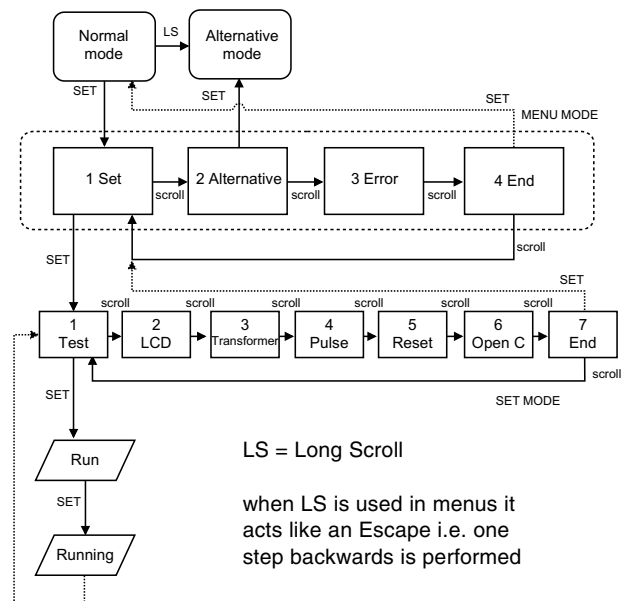 Normal
mode
LS
Alternative
mode
SET
SET
SET
MENU MODE
1 Set
scroll
2 Alternative
scroll
3 Error
scroll
4 End
scroll
SET
SET
1
Test
scroll
2
LCD
scroll
3
Transformer
scroll
4
Pulse
scroll
5
Reset
scroll
6
Open C
scroll
7
End
scroll
SET
SET MODE
Run
SET
Running
LS = Long Scroll
when LS is used in menus it
acts like an Escape i.e. one
step backwards is performed